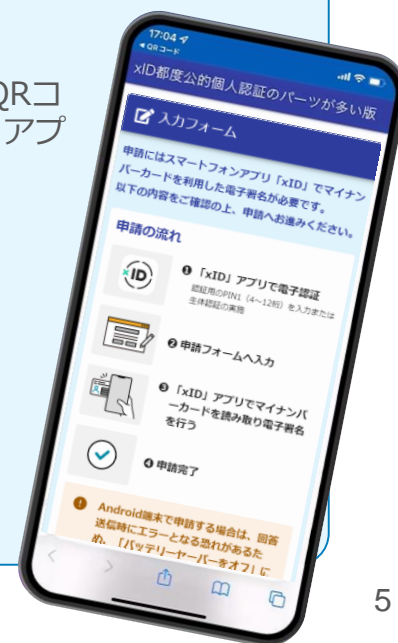 QRコ
アプ
17:04
◀ QRコード
xID都度公的個人認証のパーツが多い版
入力フォーム
申請にはスマートフォンアプリ「xID」でマイナン
バーカードを利用した電子署名が必要です。
以下の内容をご確認の上、申請へお進みください。
申請の流れ
xID
❶「xID」アプリで電子認証
認証用のPIN1（4～12桁）を入力または
生体認証の実施
❷ 申請フォームへ入力
❸「xID」アプリでマイナンバ
ーカードを読み取り電子署名
を行う
❹ 申請完了
Android端末で申請する場合は、回答
送信時にエラーとなる恐れがあるた
め、「バッテリーセーバーをオフ」に
5